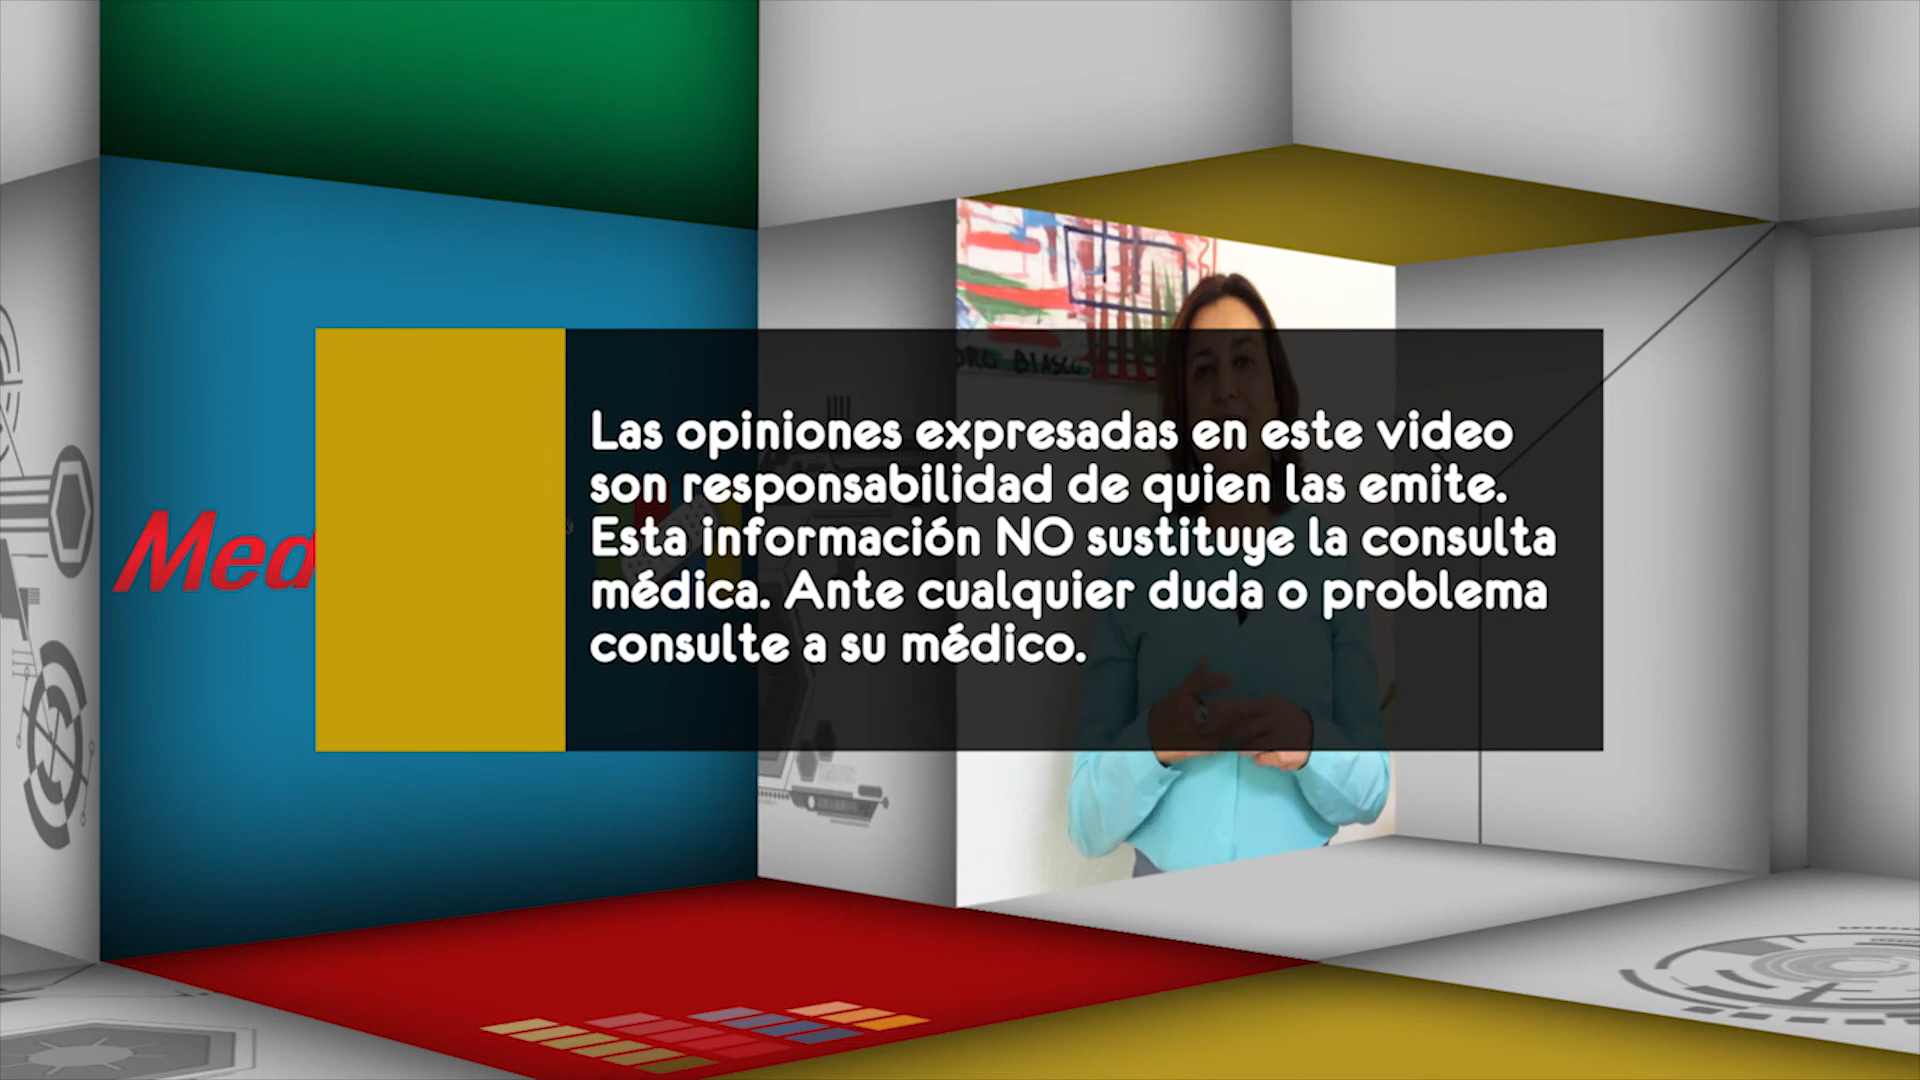 Las opiniones expresadas en este video
son responsabilidad de quien las emite.
Esta información NO sustituye la consulta
médica. Ante cualquier duda o problema
consulte a su médico.
Med